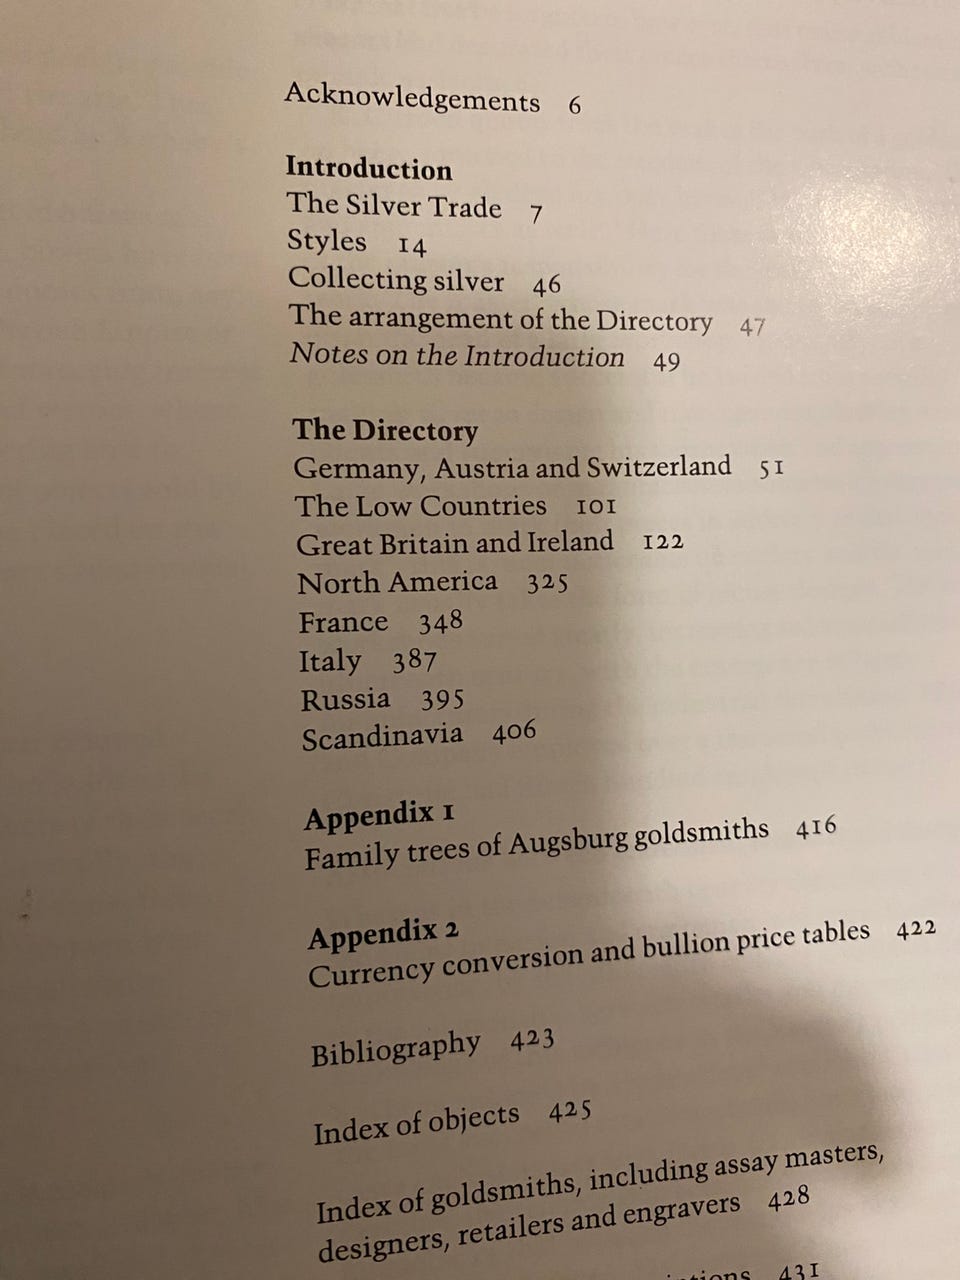 Acknowledgements 6
Introduction
The Silver Trade 7
Styles 14
Collecting silver 46
The arrangement of the Directory 47
Notes on the Introduction 49
The Directory
Germany, Austria and Switzerland 51
The Low Countries 101
Great Britain and Ireland 122
North America 325
France 348
Italy 387
Russia 395
Scandinavia 406
Appendix 1
Family trees of Augsburg goldsmiths 416
Appendix 2
Currency conversion and bullion price tables 422
Bibliography 423
Index of objects 425
Index of goldsmiths, including assay masters,
designers, retailers and engravers 428
431